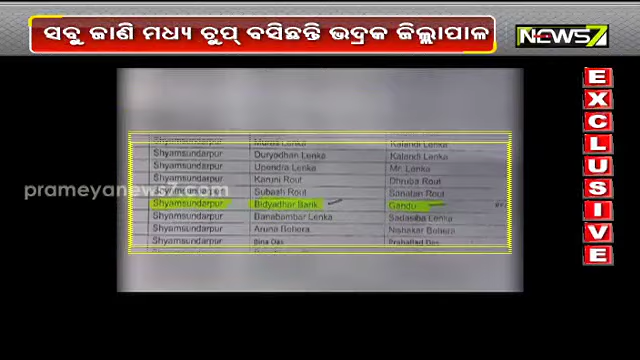 ସବୁ ଜାଣି ମଧ୍ୟ ଚୁପ୍ ବସିଛନ୍ତି ଭଦ୍ରକ ଜିଲ୍ଲାପାଳ
NEWS7
EXCLUSIVE
Shyamsundarpur Murali Lenka Kalandi Lenka
Shyamsundarpur Duryodhan Lenka Kalandi Lenka
Shyamsundarpur Upendra Lenka Mr. Lenka
Shyamsundarpur Karuni Rout Dhruba Rout
Shyamsundarpur Subash Rout Sanatan Rout
prameyanews7.com
Shyamsundarpur Bidyadhar Barik Gandu
Shyamsundarpur Banabambar Lenka Sadasiba Lenka
Shyamsundarpur Aruna Behera Nishakar Behera
Shyamsundarpur Bina Das Prahallad Das